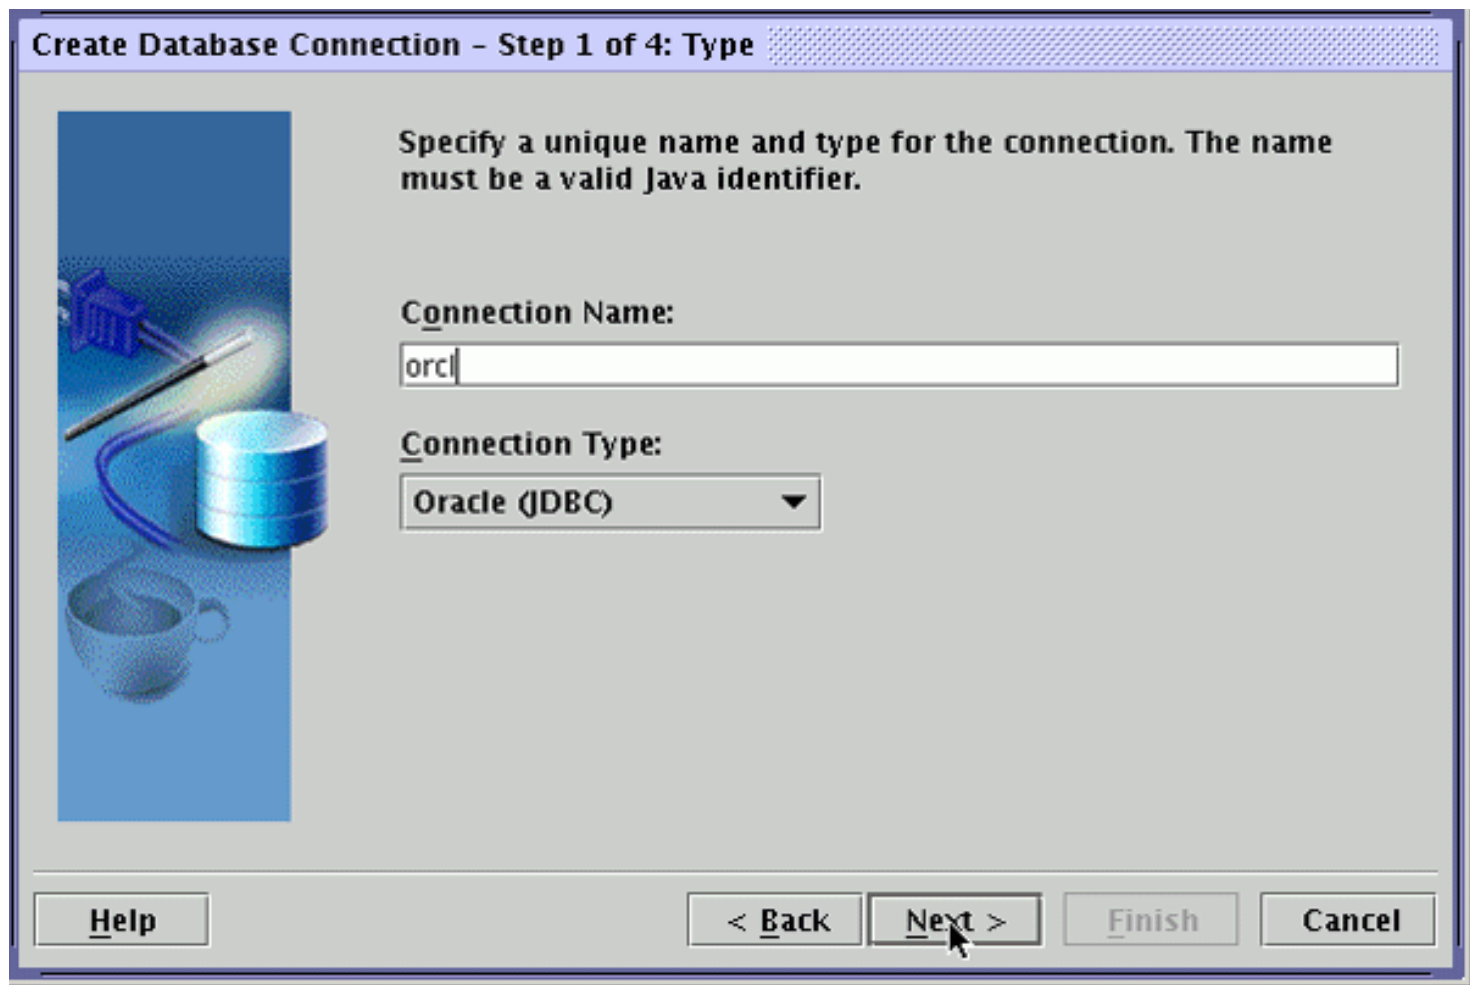 Create Database Connection - Step 1 of 4: Type
Specify a unique name and type for the connection. The name
must be a valid Java identifier.
Connection Name:
orcl
Connection Type:
Oracle (JDBC)
Help
< Back
Next >
Finish
Cancel